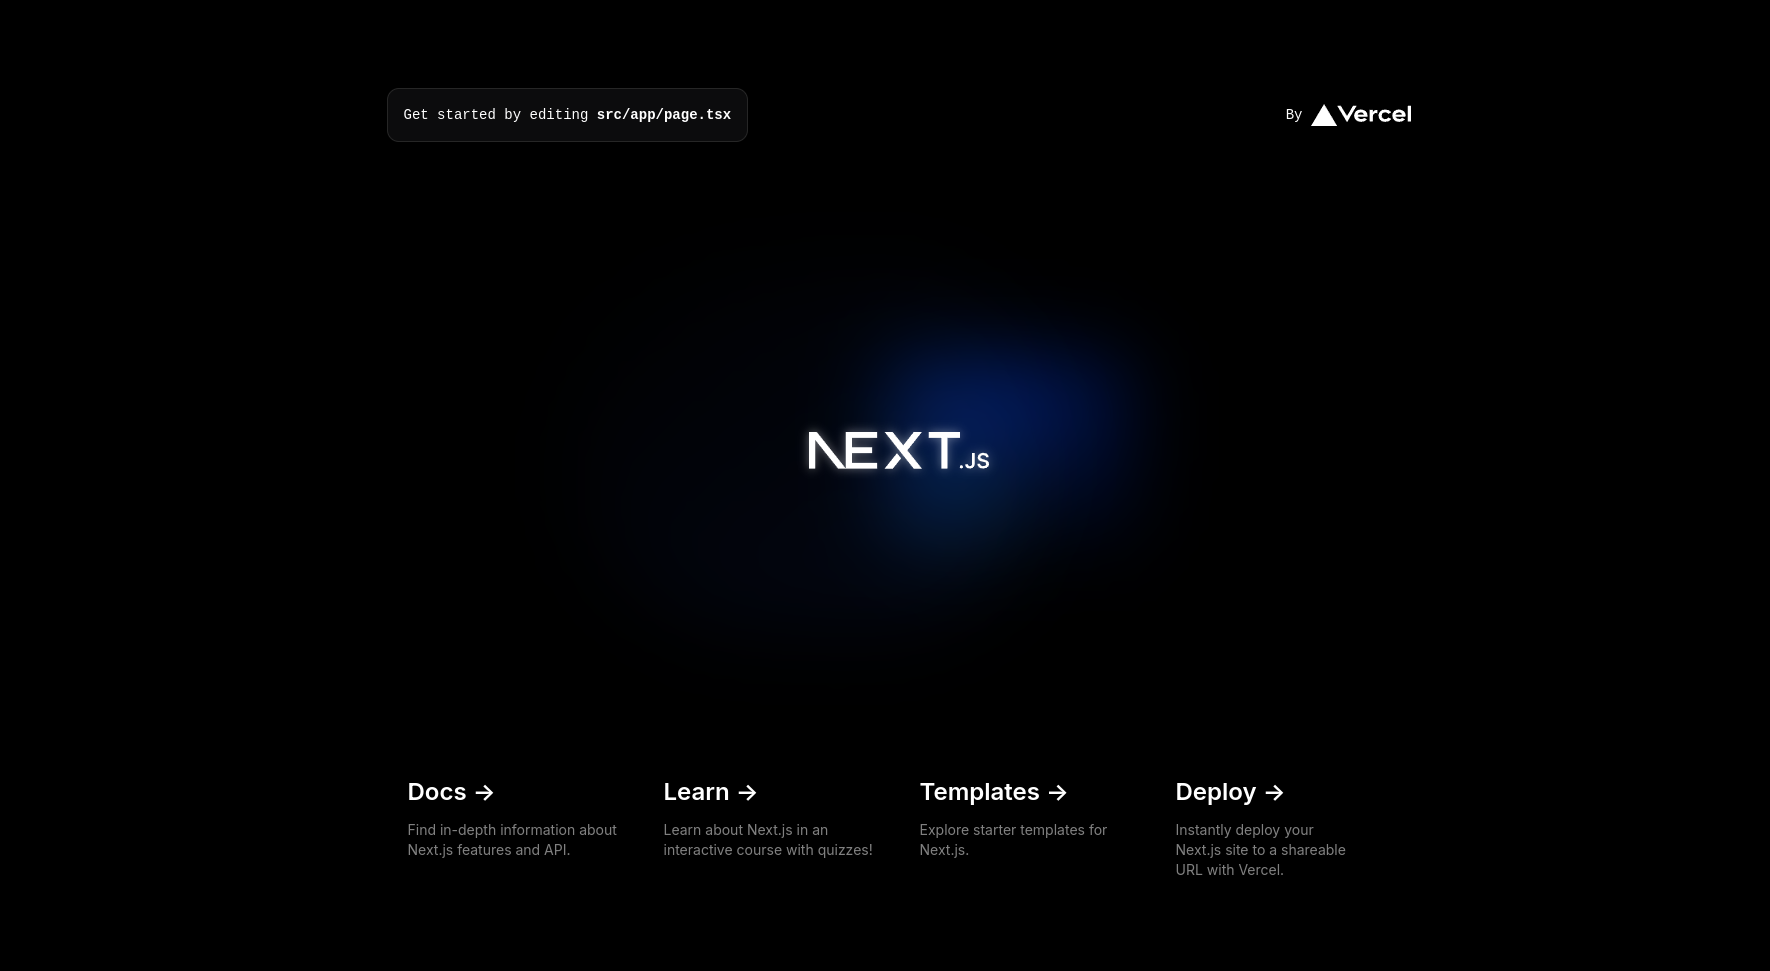 Get started by editing src/app/page.tsx
By Vercel
NEXT.JS
Docs ->
Find in-depth information about
Next.js features and API.
Learn ->
Learn about Next.js in an
interactive course with quizzes!
Templates ->
Explore starter templates for
Next.js.
Deploy ->
Instantly deploy your
Next.js site to a shareable
URL with Vercel.